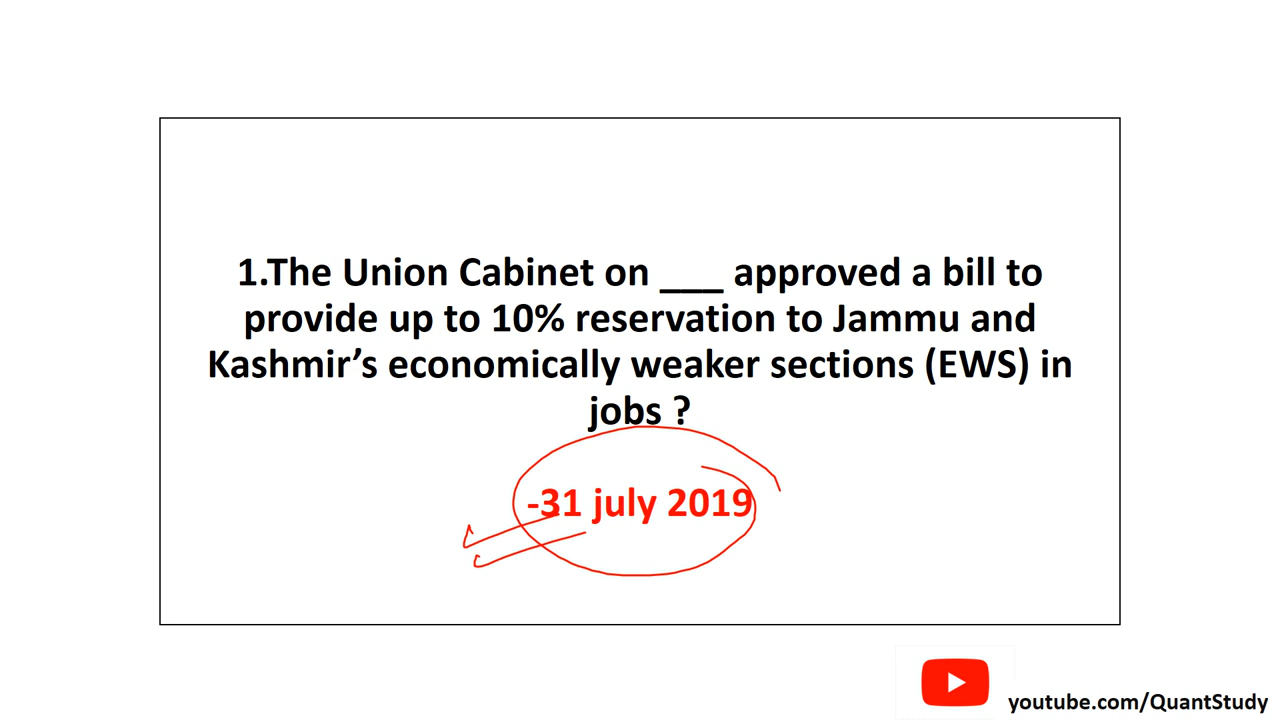 1.The Union Cabinet on ___ approved a bill to
provide up to 10% reservation to Jammu and
Kashmir’s economically weaker sections (EWS) in
jobs ?
-31 july 2019
youtube.com/QuantStudy